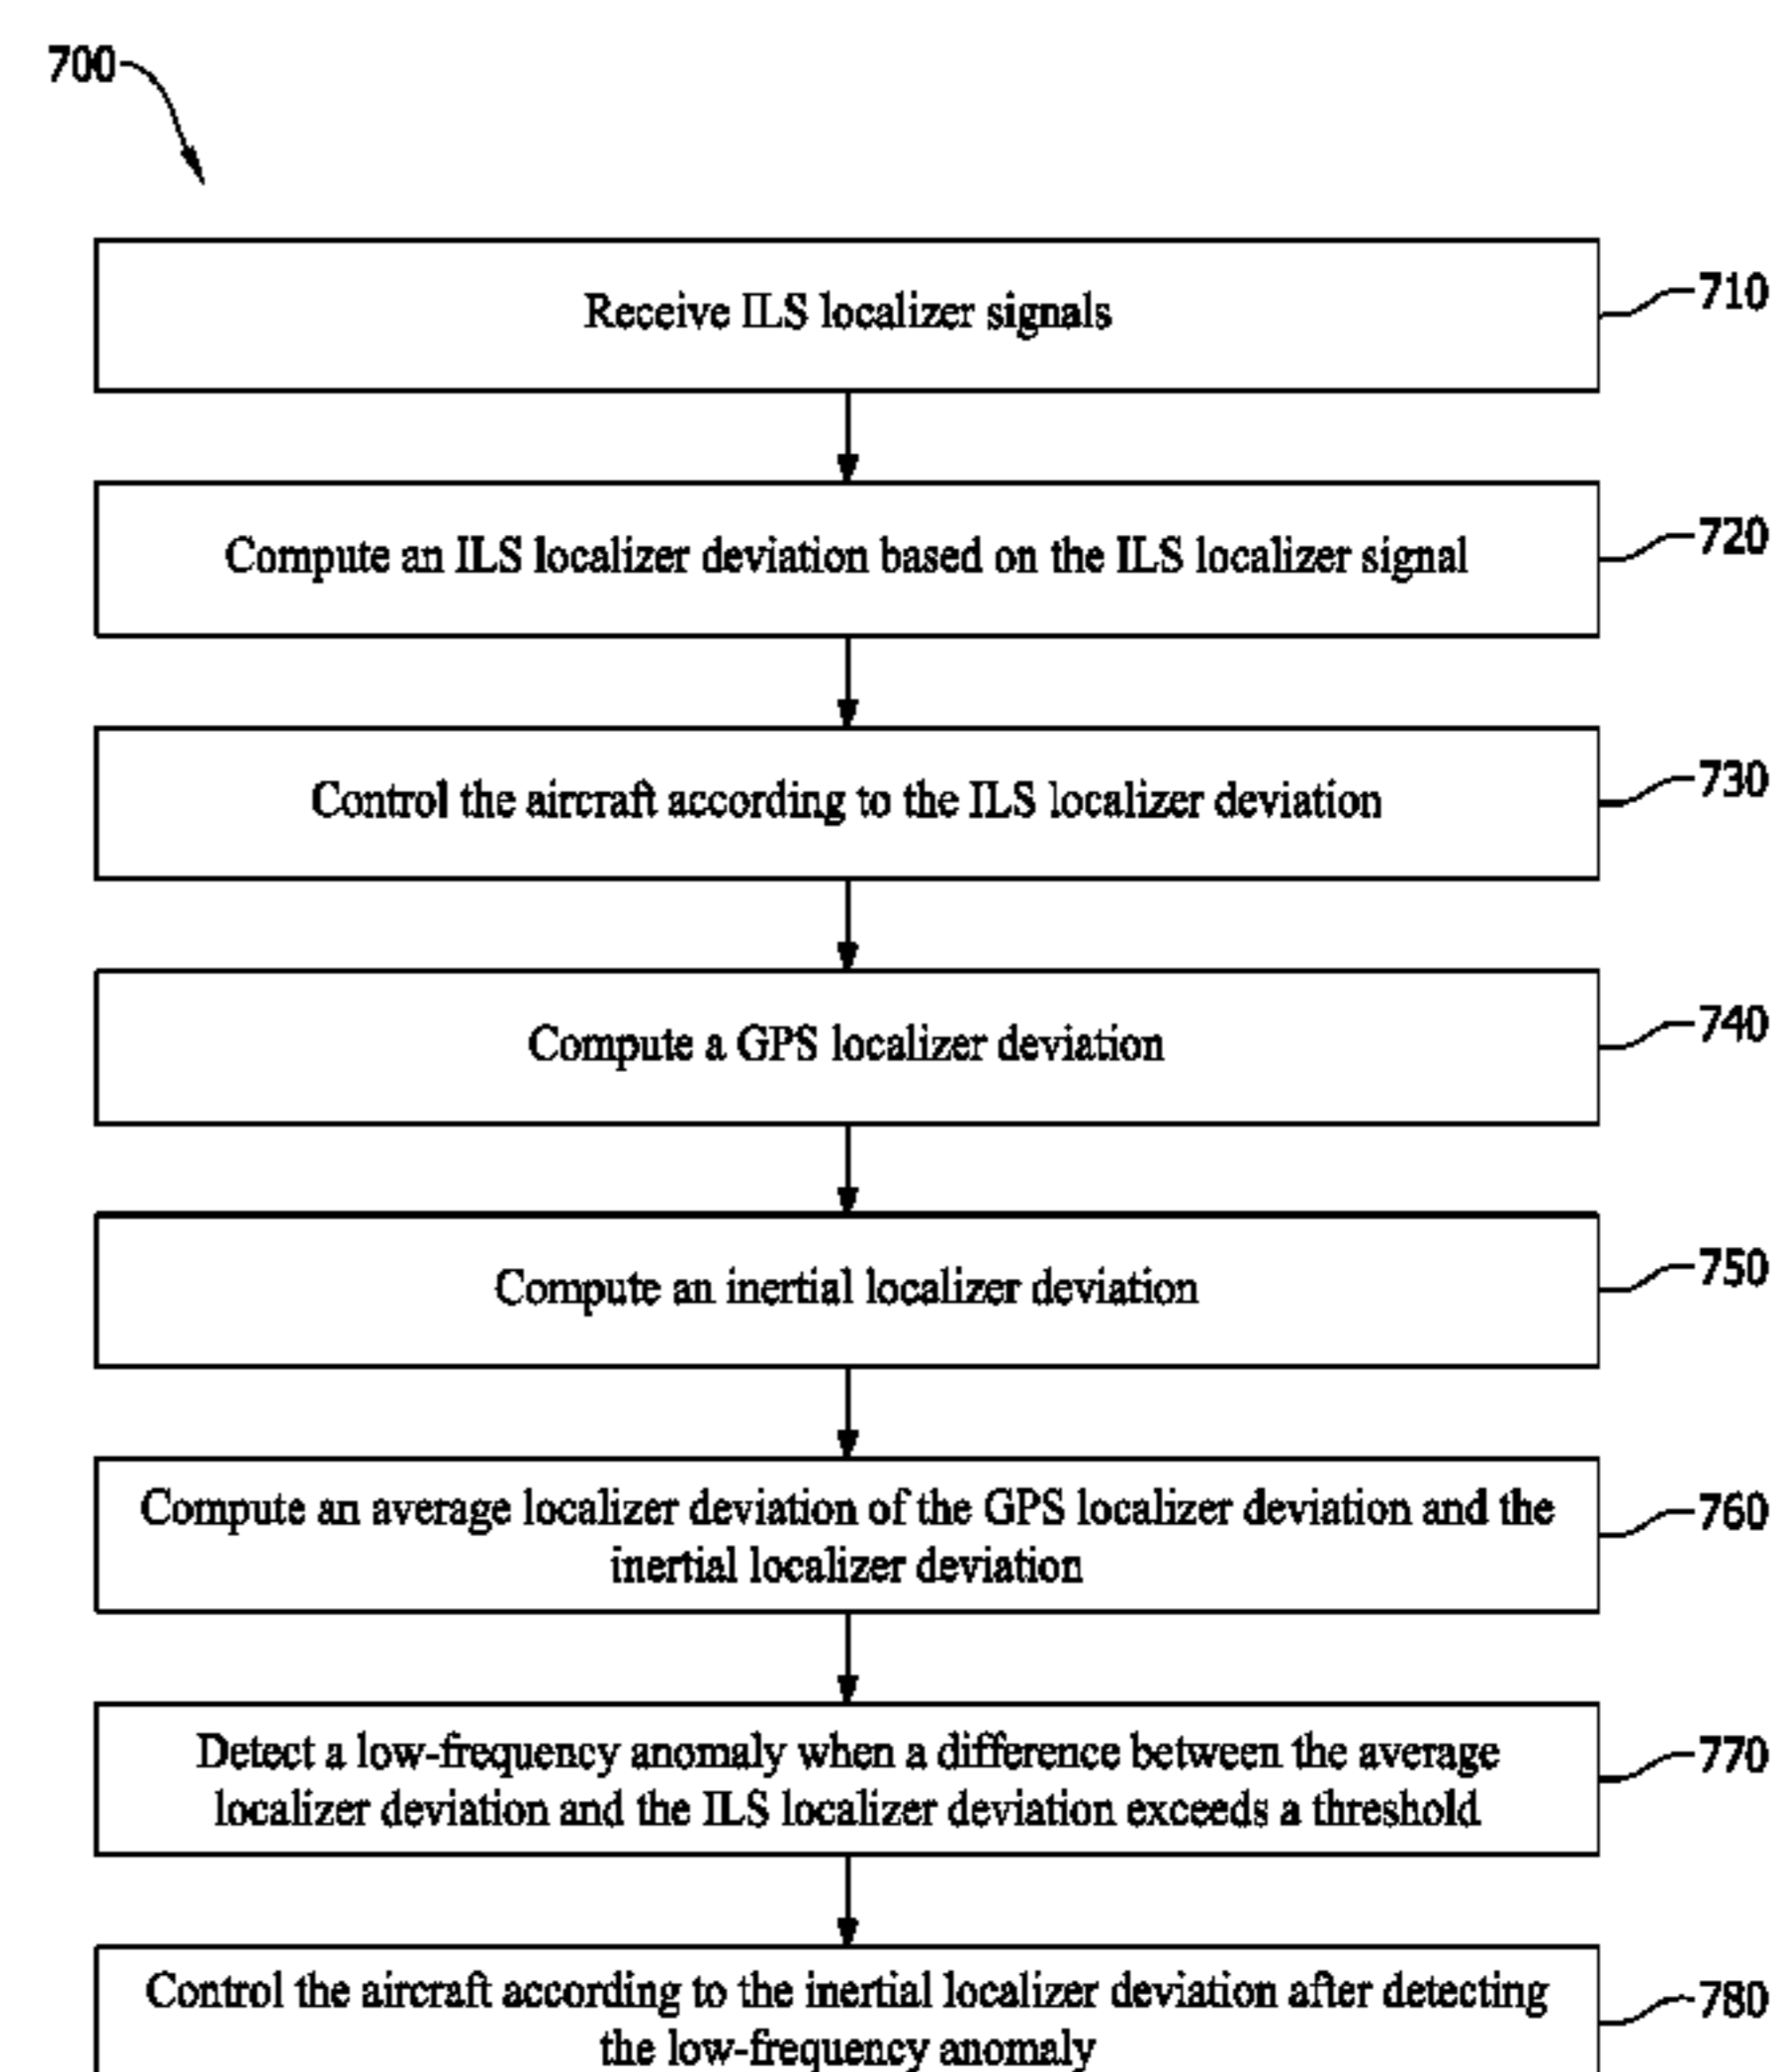 700
Receive ILS localizer signals
710
Compute an ILS localizer deviation based on the ILS localizer signal
720
Control the aircraft according to the ILS localizer deviation
730
Compute a GPS localizer deviation
740
Compute an inertial localizer deviation
750
Compute an average localizer deviation of the GPS localizer deviation and the
inertial localizer deviation
760
Detect a low-frequency anomaly when a difference between the average
localizer deviation and the ILS localizer deviation exceeds a threshold
770
Control the aircraft according to the inertial localizer deviation after detecting
the low-frequency anomaly
780